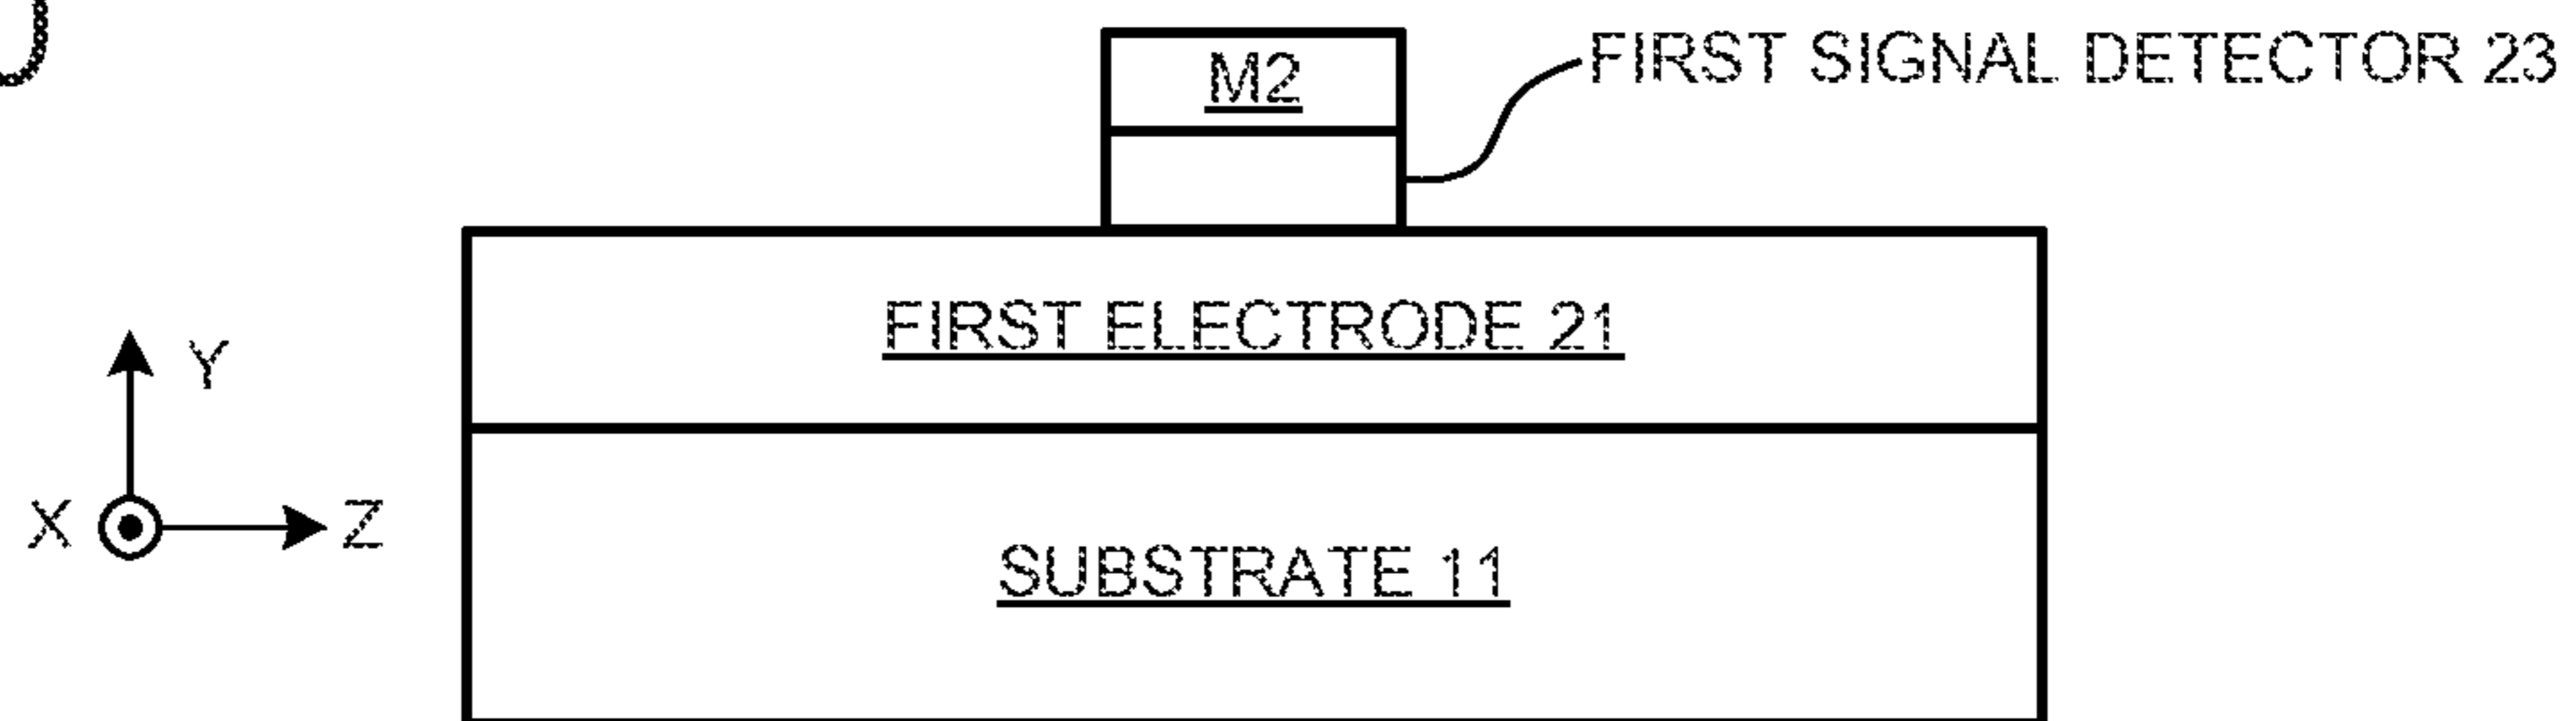 M2
FIRST SIGNAL DETECTOR 23
FIRST ELECTRODE 21
Y
X
Z
SUBSTRATE 11